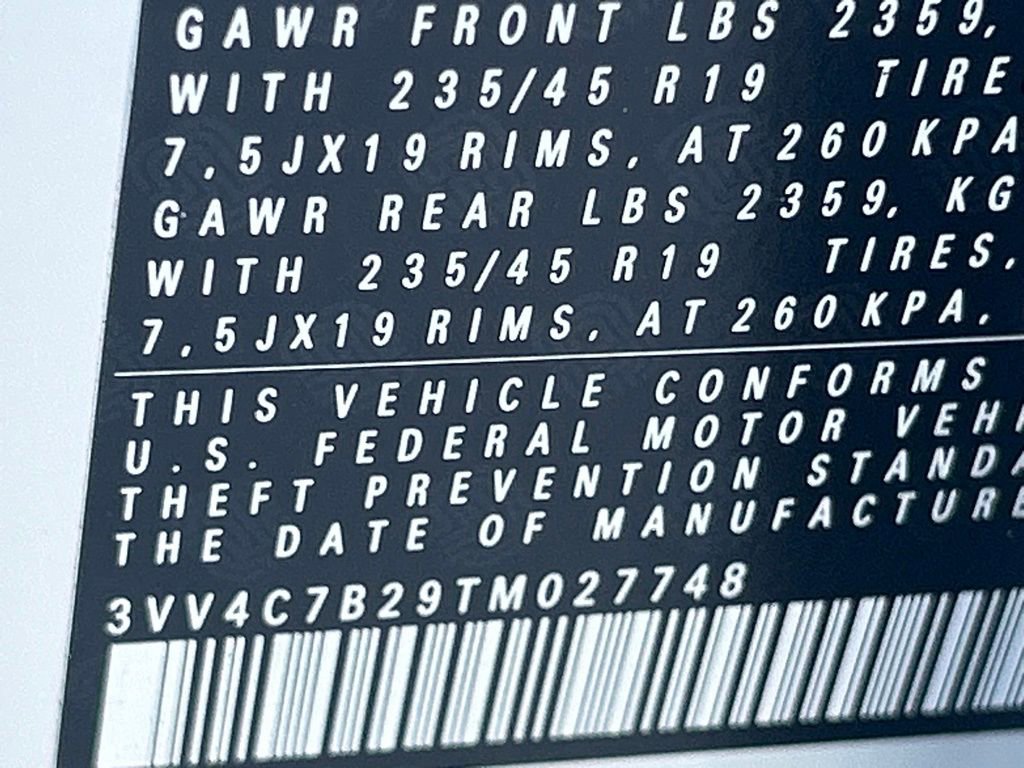 GAWR FRONT LBS 2359,
WITH 235/45 R19 TIRE
7.5JX19 RIMS, AT 260 KPA
GAWR REAR LBS 2359, KG
WITH 235/45 R19 TIRES,
7.5JX19 RIMS, AT 260 KPA,
THIS VEHICLE CONFORMS
U.S. FEDERAL MOTOR VEH
THEFT PREVENTION STANDA
THE DATE OF MANUFACTURE
3VV4C7B29TM027748